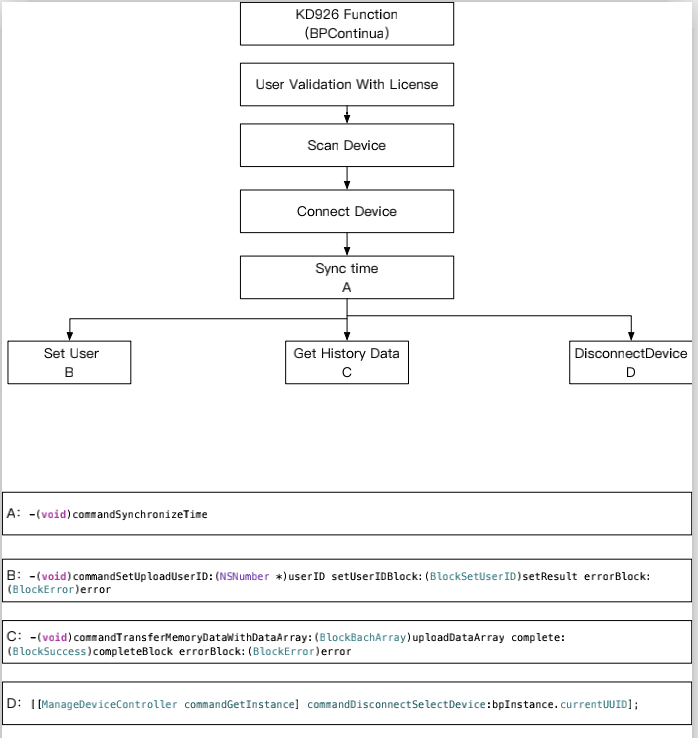 KD926 Function
(BPContinua)
User Validation With License
Scan Device
Connect Device
Sync time
A
Set User
B
Get History Data
C
DisconnectDevice
D
A: -(void)commandSynchronizeTime
B: -(void)commandSetUploadUserID:(NSNumber *)userID setUserIDBlock:(BlockSetUserID)setResult errorBlock:
(BlockError)error
C: -(void)commandTransferMemoryDataWithDataArray:(BlockBachArray)uploadDataArray complete:
(BlockSuccess)completeBlock errorBlock:(BlockError)error
D: [[ManageDeviceController commandGetInstance] commandDisconnectSelectDevice:bpInstance.currentUUID];